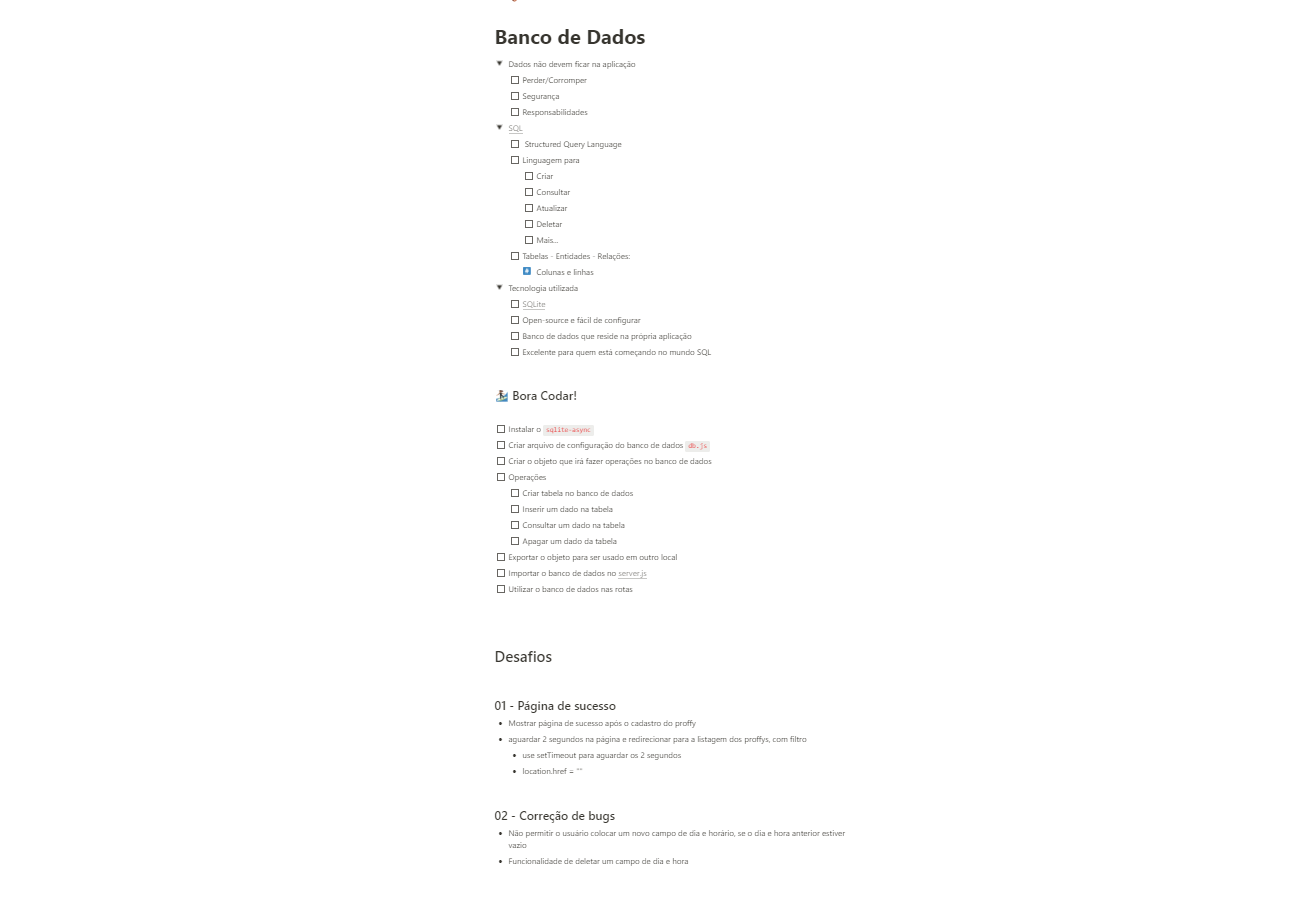 Banco de Dados
Dados não devem ficar na aplicação
Perder/Corromper
Segurança
Responsabilidades
SQL
Structured Query Language
Linguagem para
Criar
Consultar
Atualizar
Deletar
Mais...
Tabelas - Entidades - Relações:
Colunas e linhas
Tecnologia utilizada
SQLite
Open-source e fácil de configurar
Banco de dados que reside na própria aplicação
Excelente para quem está começando no mundo SQL
Bora Codar!
Instalar o sqlite-async
Criar arquivo de configuração do banco de dados db.js
Criar o objeto que irá fazer operações no banco de dados
Operações
Criar tabela no banco de dados
Inserir um dado na tabela
Consultar um dado na tabela
Apagar um dado da tabela
Exportar o objeto para ser usado em outro local
Importar o banco de dados no server.js
Utilizar o banco de dados nas rotas
Desafios
01 - Página de sucesso
Mostrar página de sucesso após o cadastro do proffy
aguardar 2 segundos na página e redirecionar para a listagem dos proffys, com filtro
use setTimeout para aguardar os 2 segundos
location.href = ""
02 - Correção de bugs
Não permitir o usuário colocar um novo campo de dia e horário, se o dia e hora anterior estiver
vazio
Funcionalidade de deletar um campo de dia e hora